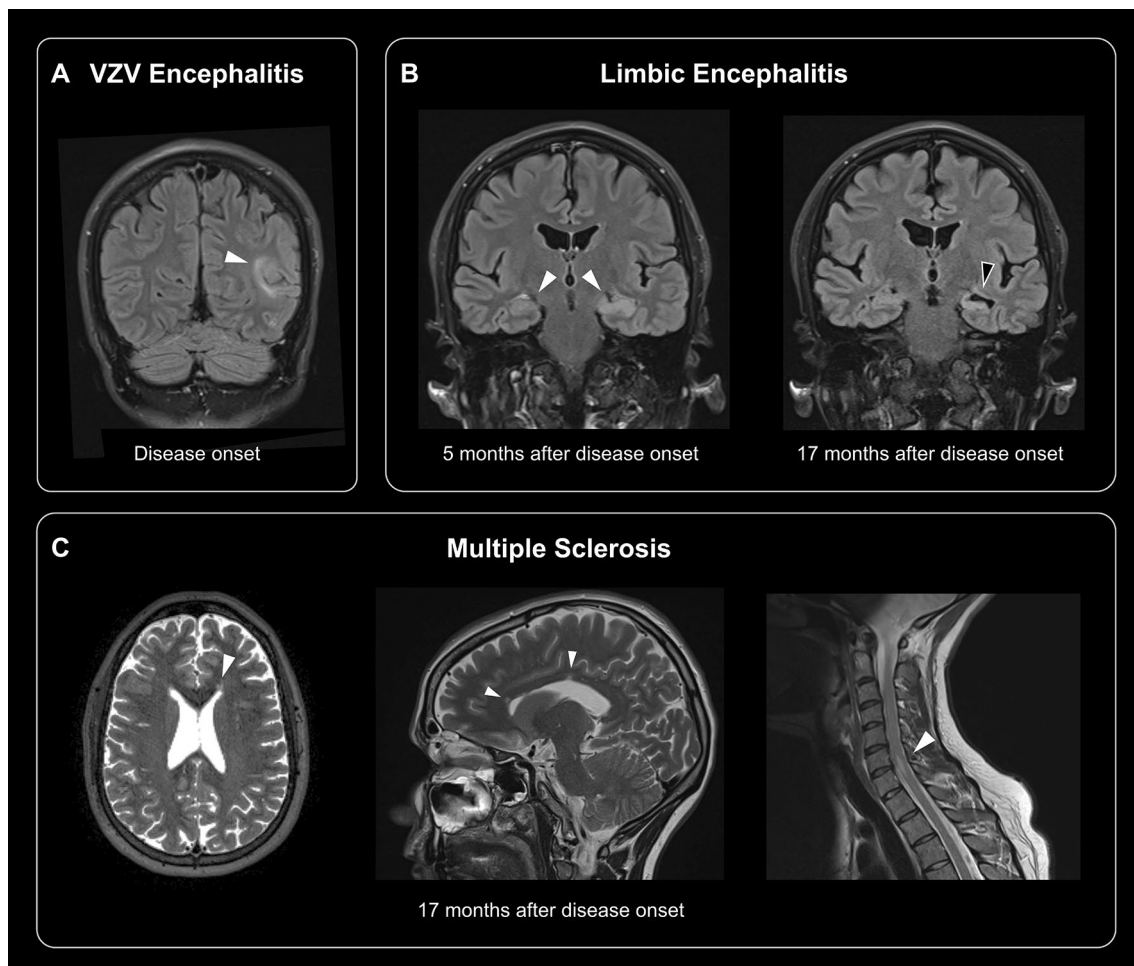 A VZV Encephalitis
Disease onset
B Limbic Encephalitis
5 months after disease onset
17 months after disease onset
C Multiple Sclerosis
17 months after disease onset